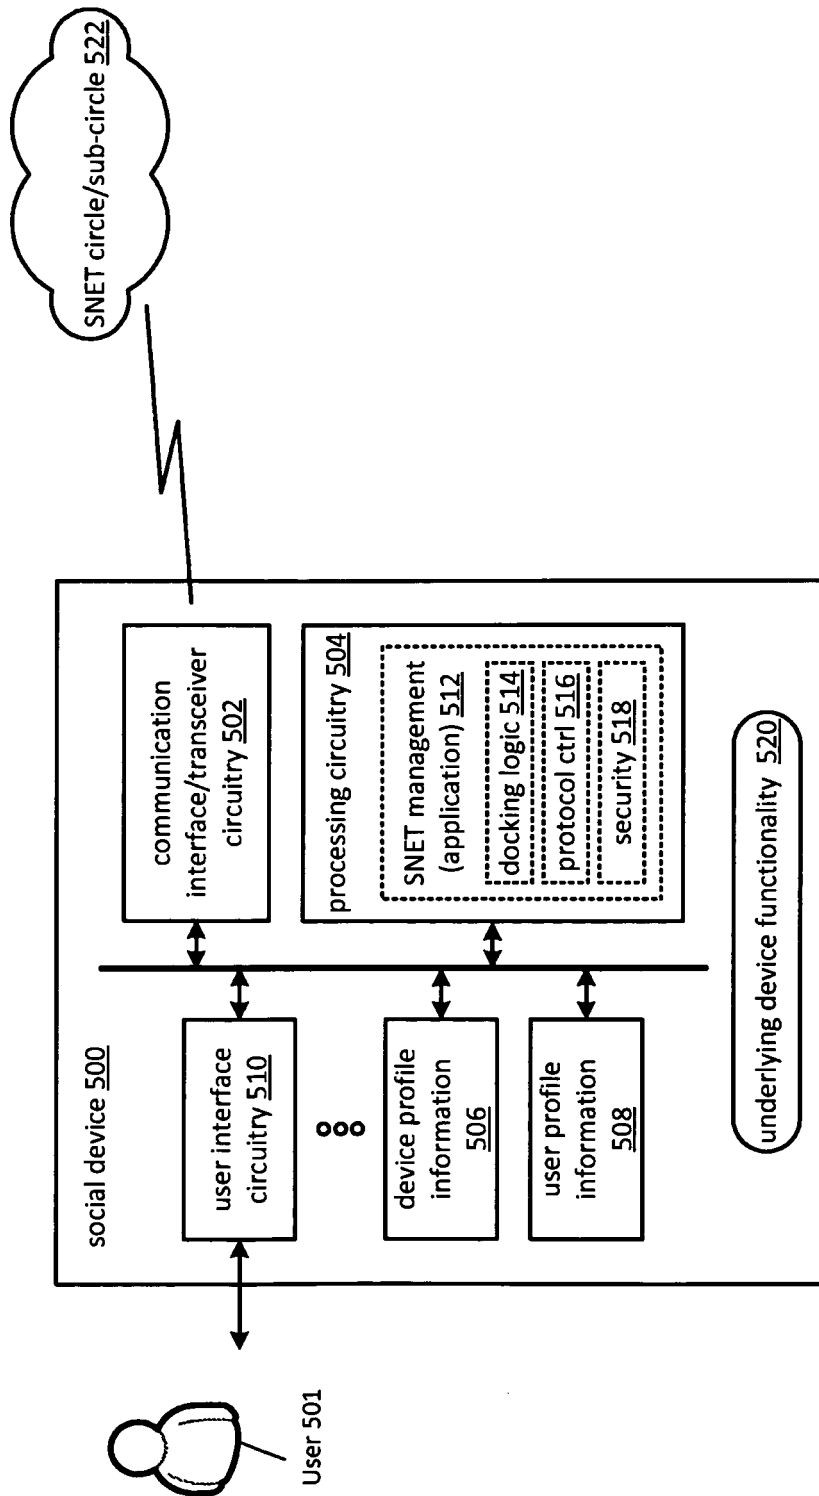 SNET circle/sub-circle 522
social device 500
communication
interface/transceiver
circuitry 502
user interface
circuitry 510
processing circuitry 504
SNET management
(application) 512
docking logic 514
protocol ctrl 516
security 518
device profile
information
506
user profile
information
508
underlying device functionality 520
User 501